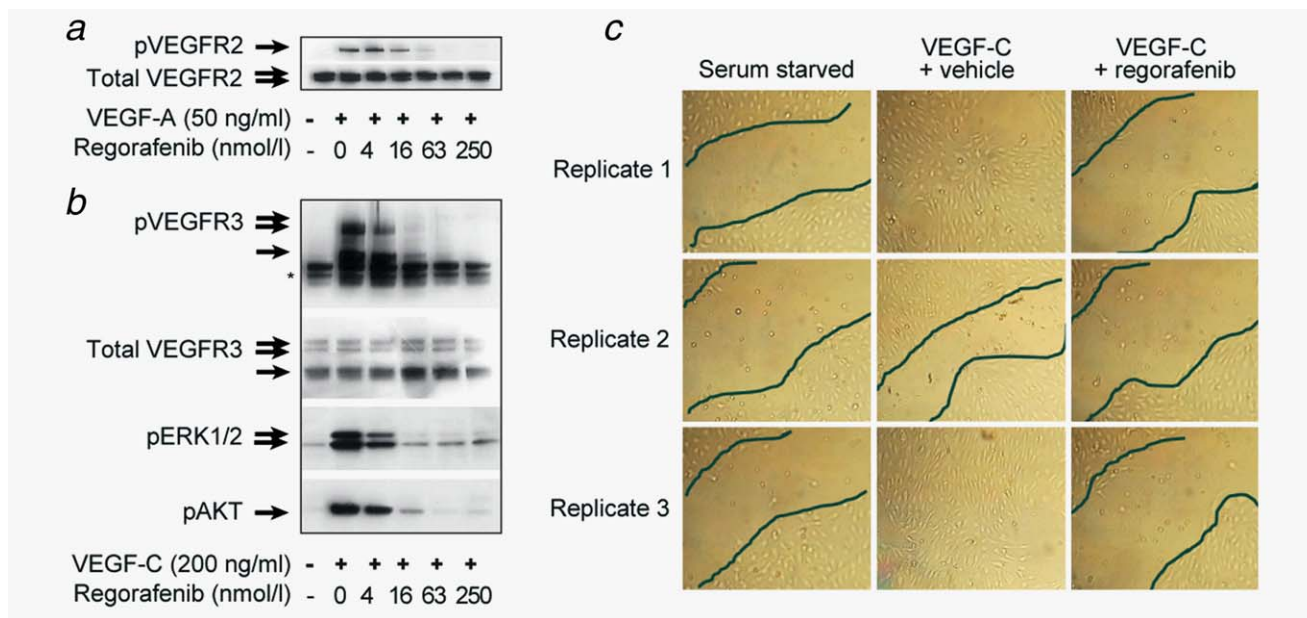 a
pVEGFR2
Total VEGFR2
VEGF-A (50 ng/ml) - + + + + +
Regorafenib (nmol/l) - 0 4 16 63 250
b
pVEGFR3
*
Total VEGFR3
pERK1/2
pAKT
VEGF-C (200 ng/ml) - + + + + +
Regorafenib (nmol/l) - 0 4 16 63 250
c
Serum starved
VEGF-C
+ vehicle
VEGF-C
+ regorafenib
Replicate 1
Replicate 2
Replicate 3